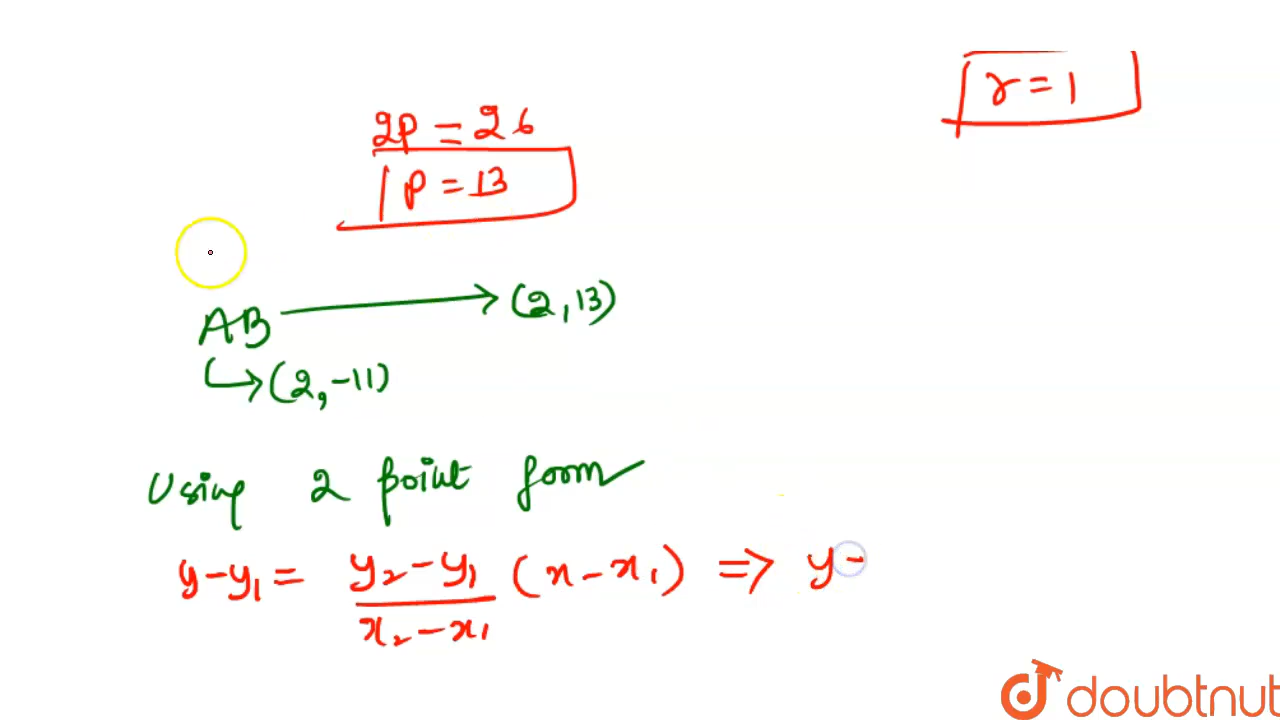 r = 1
2P = 26
P = 13
AB → (2, 13)
↳ (2, -11)
Using 2 point form
y - y₁ = y₂ - y₁ / x₂ - x₁ (x - x₁) ⇒ y -
doubtnut